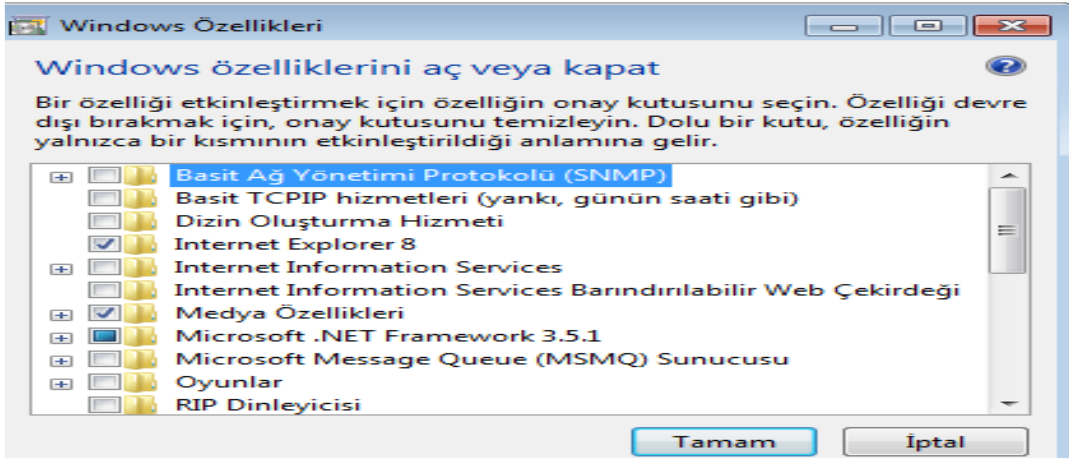 Windows Özellikleri
Windows özelliklerini aç veya kapat
Bir özelliği etkinleştirmek için özelliğin onay kutusunu seçin. Özelliği devre
dışı bırakmak için, onay kutusunu temizleyin. Dolu bir kutu, özelliğin
yalnızca bir kısmının etkinleştirildiği anlamına gelir.
Basit Ağ Yönetimi Protokolü (SNMP)
Basit TCPIP hizmetleri (yankı, günün saati gibi)
Dizin Oluşturma Hizmeti
Internet Explorer 8
Internet Information Services
Internet Information Services Barındırılabilir Web Çekirdeği
Medya Özellikleri
Microsoft .NET Framework 3.5.1
Microsoft Message Queue (MSMQ) Sunucusu
Oyunlar
RIP Dinleyicisi
Tamam İptal